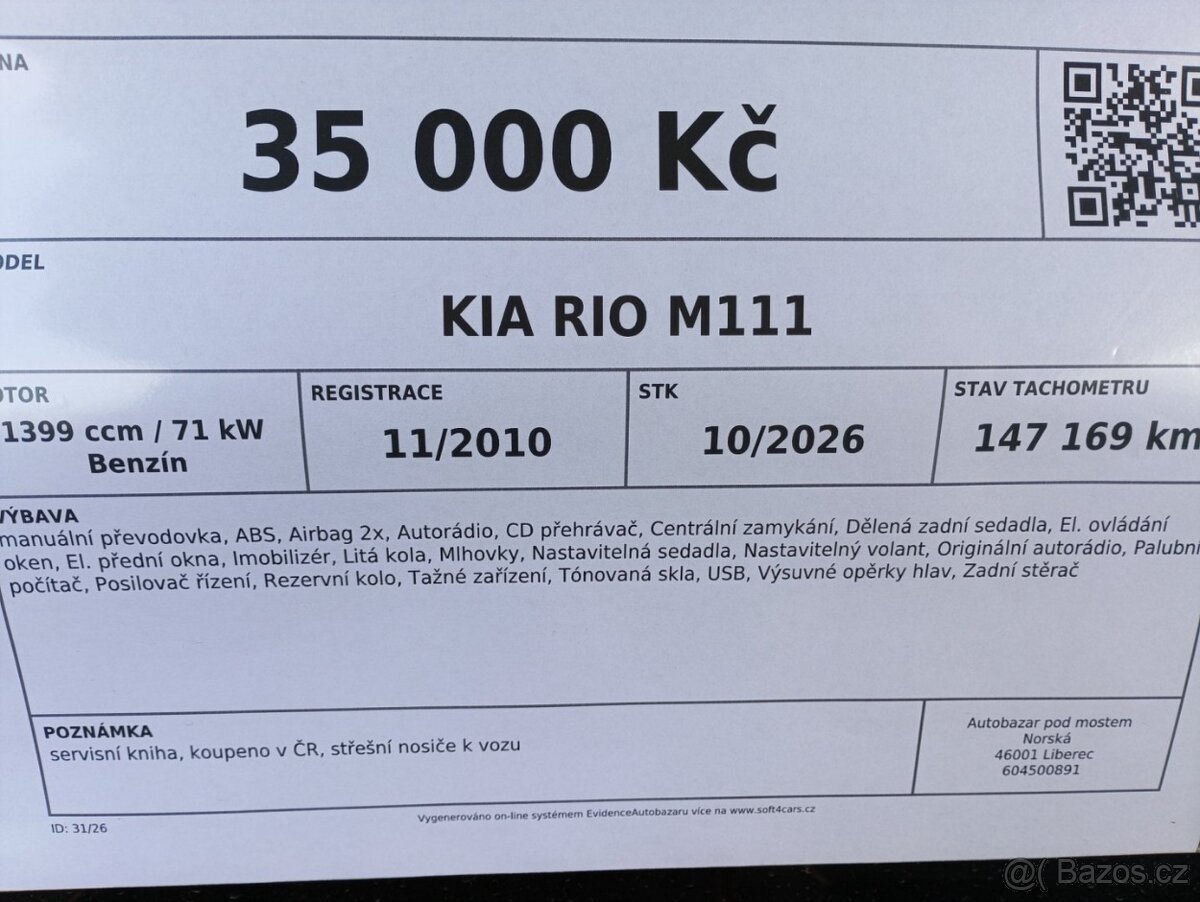 NA
35 000 Kč
ODEL
KIA RIO M111
OTOR
1399 ccm / 71 kW
Benzín
REGISTRACE
11/2010
STK
10/2026
STAV TACHOMETRU
147 169 km
VÝBAVA
manuální převodovka, ABS, Airbag 2x, Autorádio, CD přehrávač, Centrální zamykání, Dělená zadní sedadla, El. ovládání
oken, El. přední okna, Imobilizér, Litá kola, Mlhovky, Nastavitelná sedadla, Nastavitelný volant, Originální autorádio, Palubní
počítač, Posilovač řízení, Rezervní kolo, Tažné zařízení, Tónovaná skla, USB, Výsuvné opěrky hlav, Zadní stěrač
POZNÁMKA
servisní kniha, koupeno v ČR, střešní nosiče k vozu
Autobazar pod mostem
Norská
46001 Liberec
604500891
ID: 31/26
Vygenerováno on-line systémem EvidenceAutobazaru více na www.soft4cars.cz
@( Bazos.cz